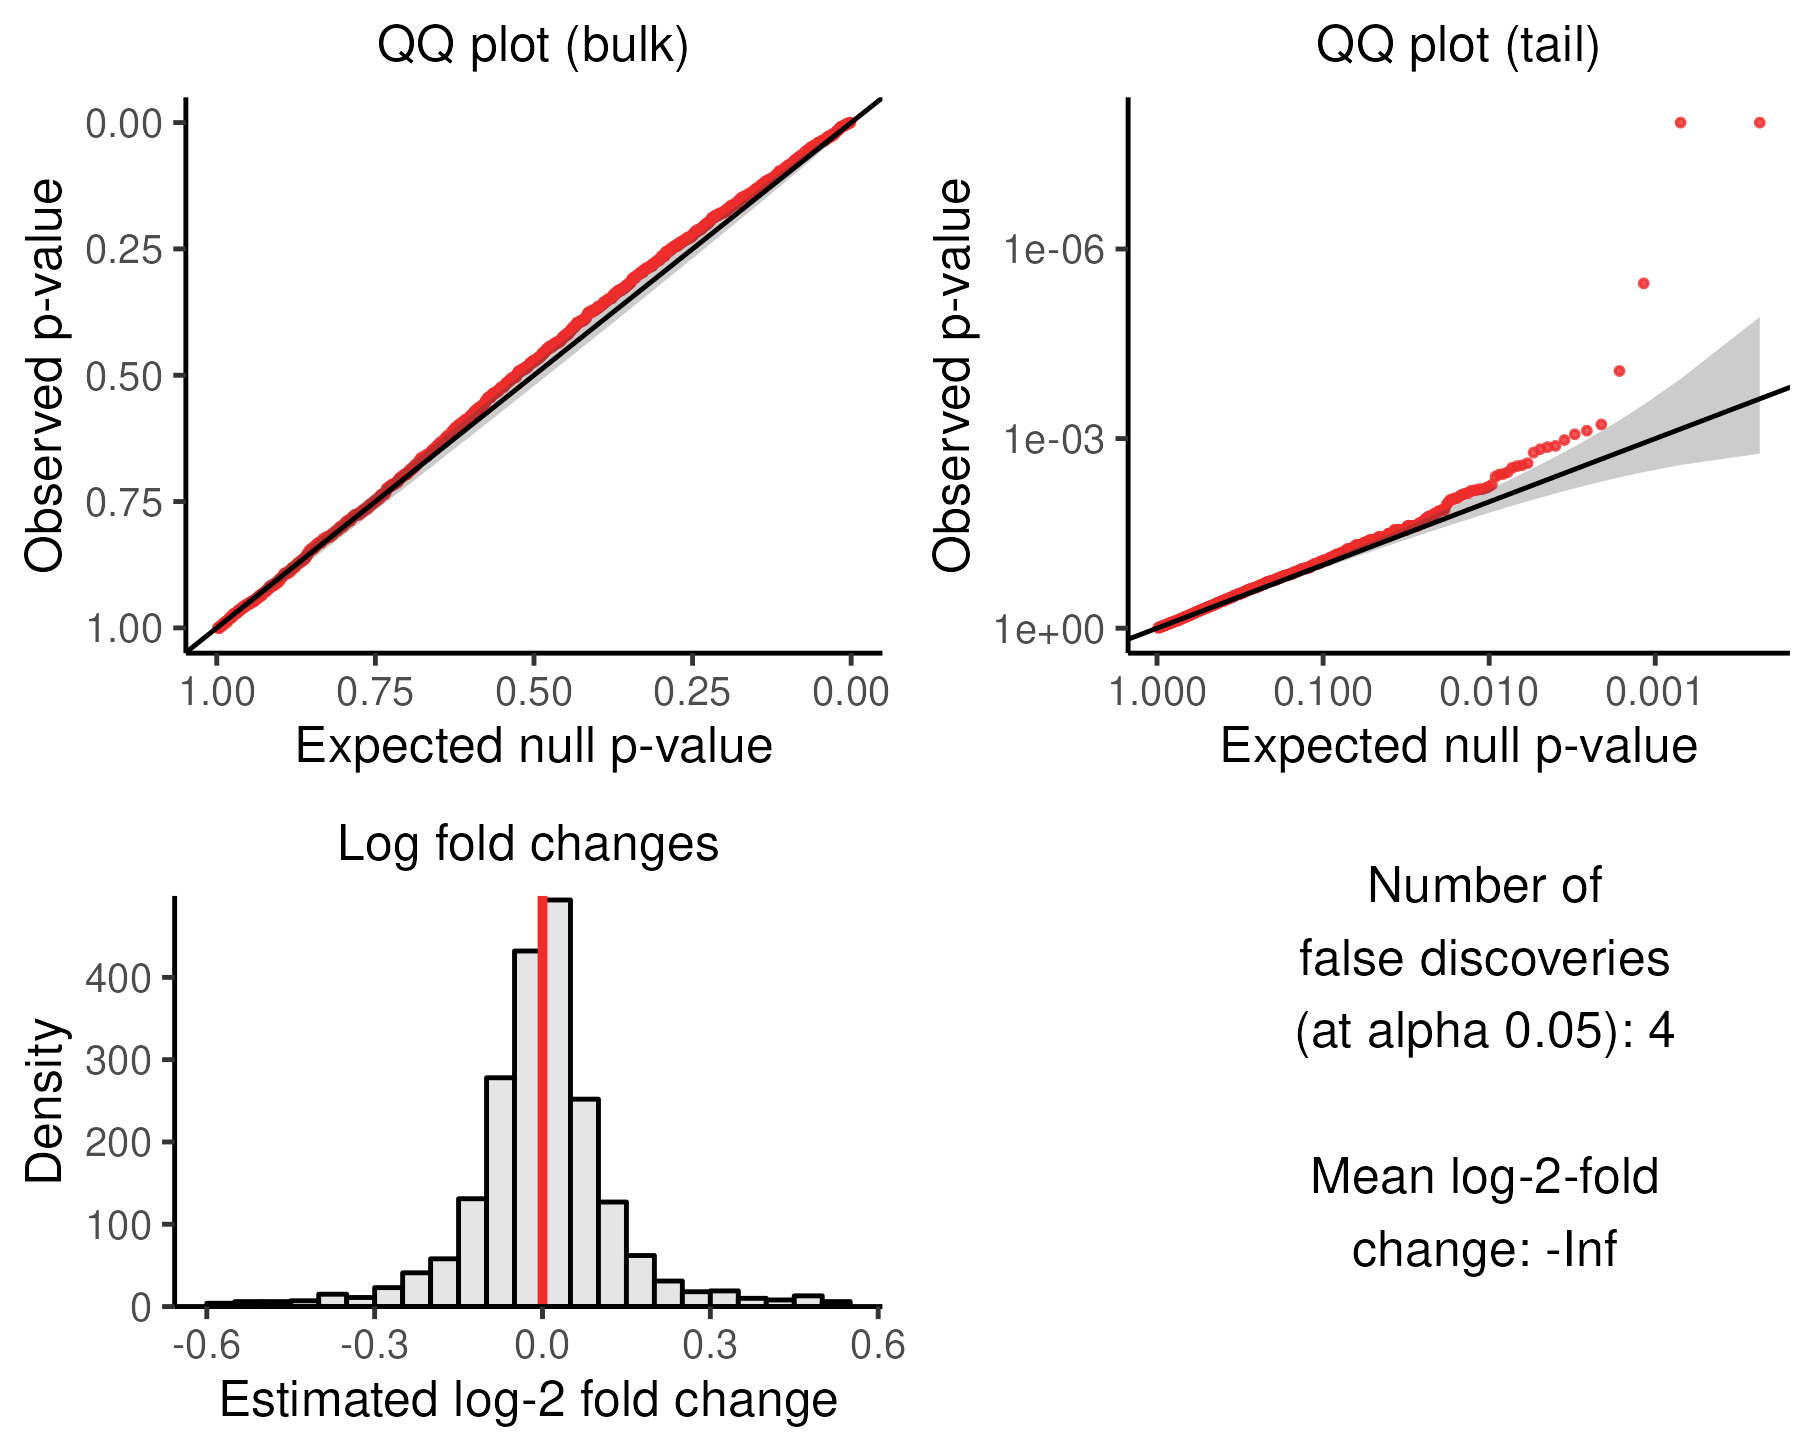 QQ plot (bulk)
Observed p-value
0.00
0.25
0.50
0.75
1.00
1.00 0.75 0.50 0.25 0.00
Expected null p-value
QQ plot (tail)
Observed p-value
1e-06
1e-03
1e+00
1.000 0.100 0.010 0.001
Expected null p-value
Log fold changes
Density
400
300
200
100
0
-0.6 -0.3 0.0 0.3 0.6
Estimated log-2 fold change
Number of
false discoveries
(at alpha 0.05): 4
Mean log-2-fold
change: -Inf